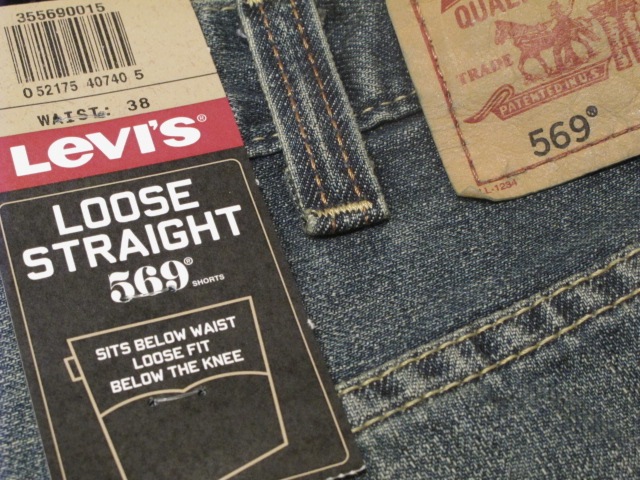 355690015
0 52175 40740 5
WAIST: 38
LEVI'S
LOOSE
STRAIGHT
569® SHORTS
SITS BELOW WAIST
LOOSE FIT
BELOW THE KNEE
TRADE
PATENTED IN U.S.
569®